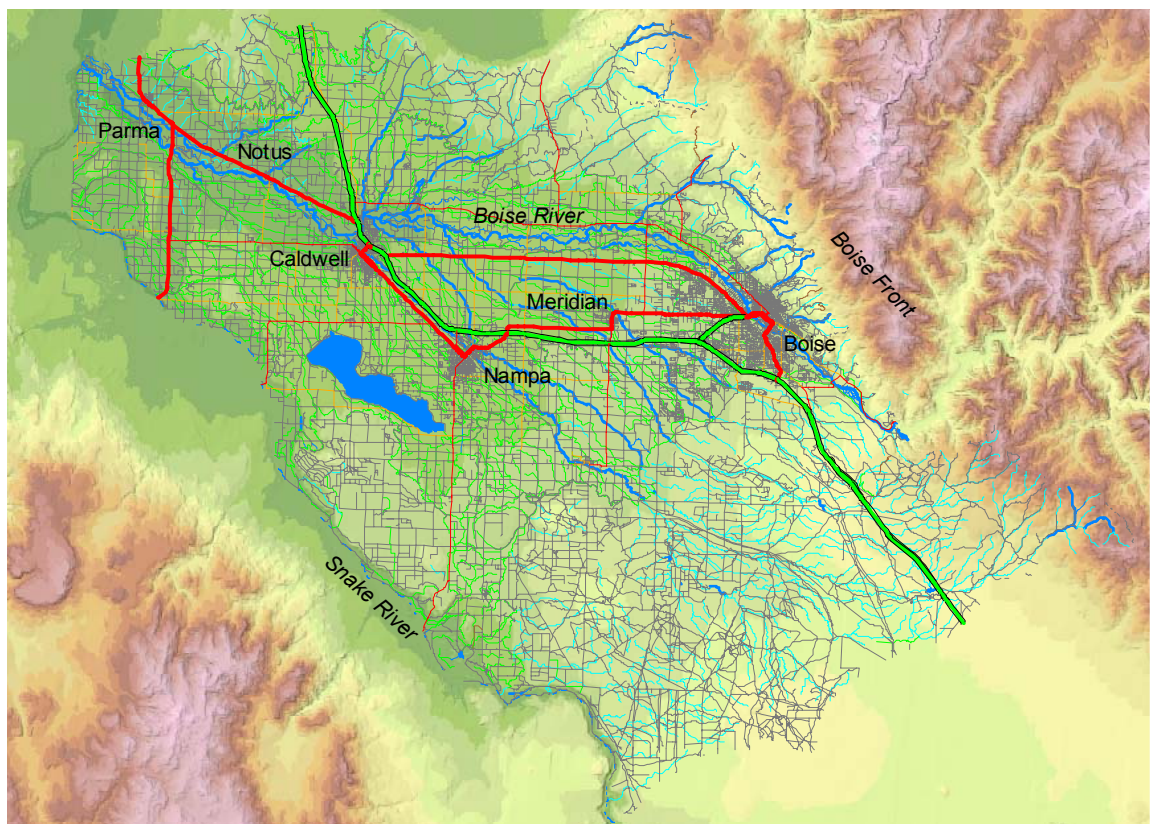 Parma
Notus
Boise River
Caldwell
Boise Front
Meridian
Boise
Nampa
Snake River